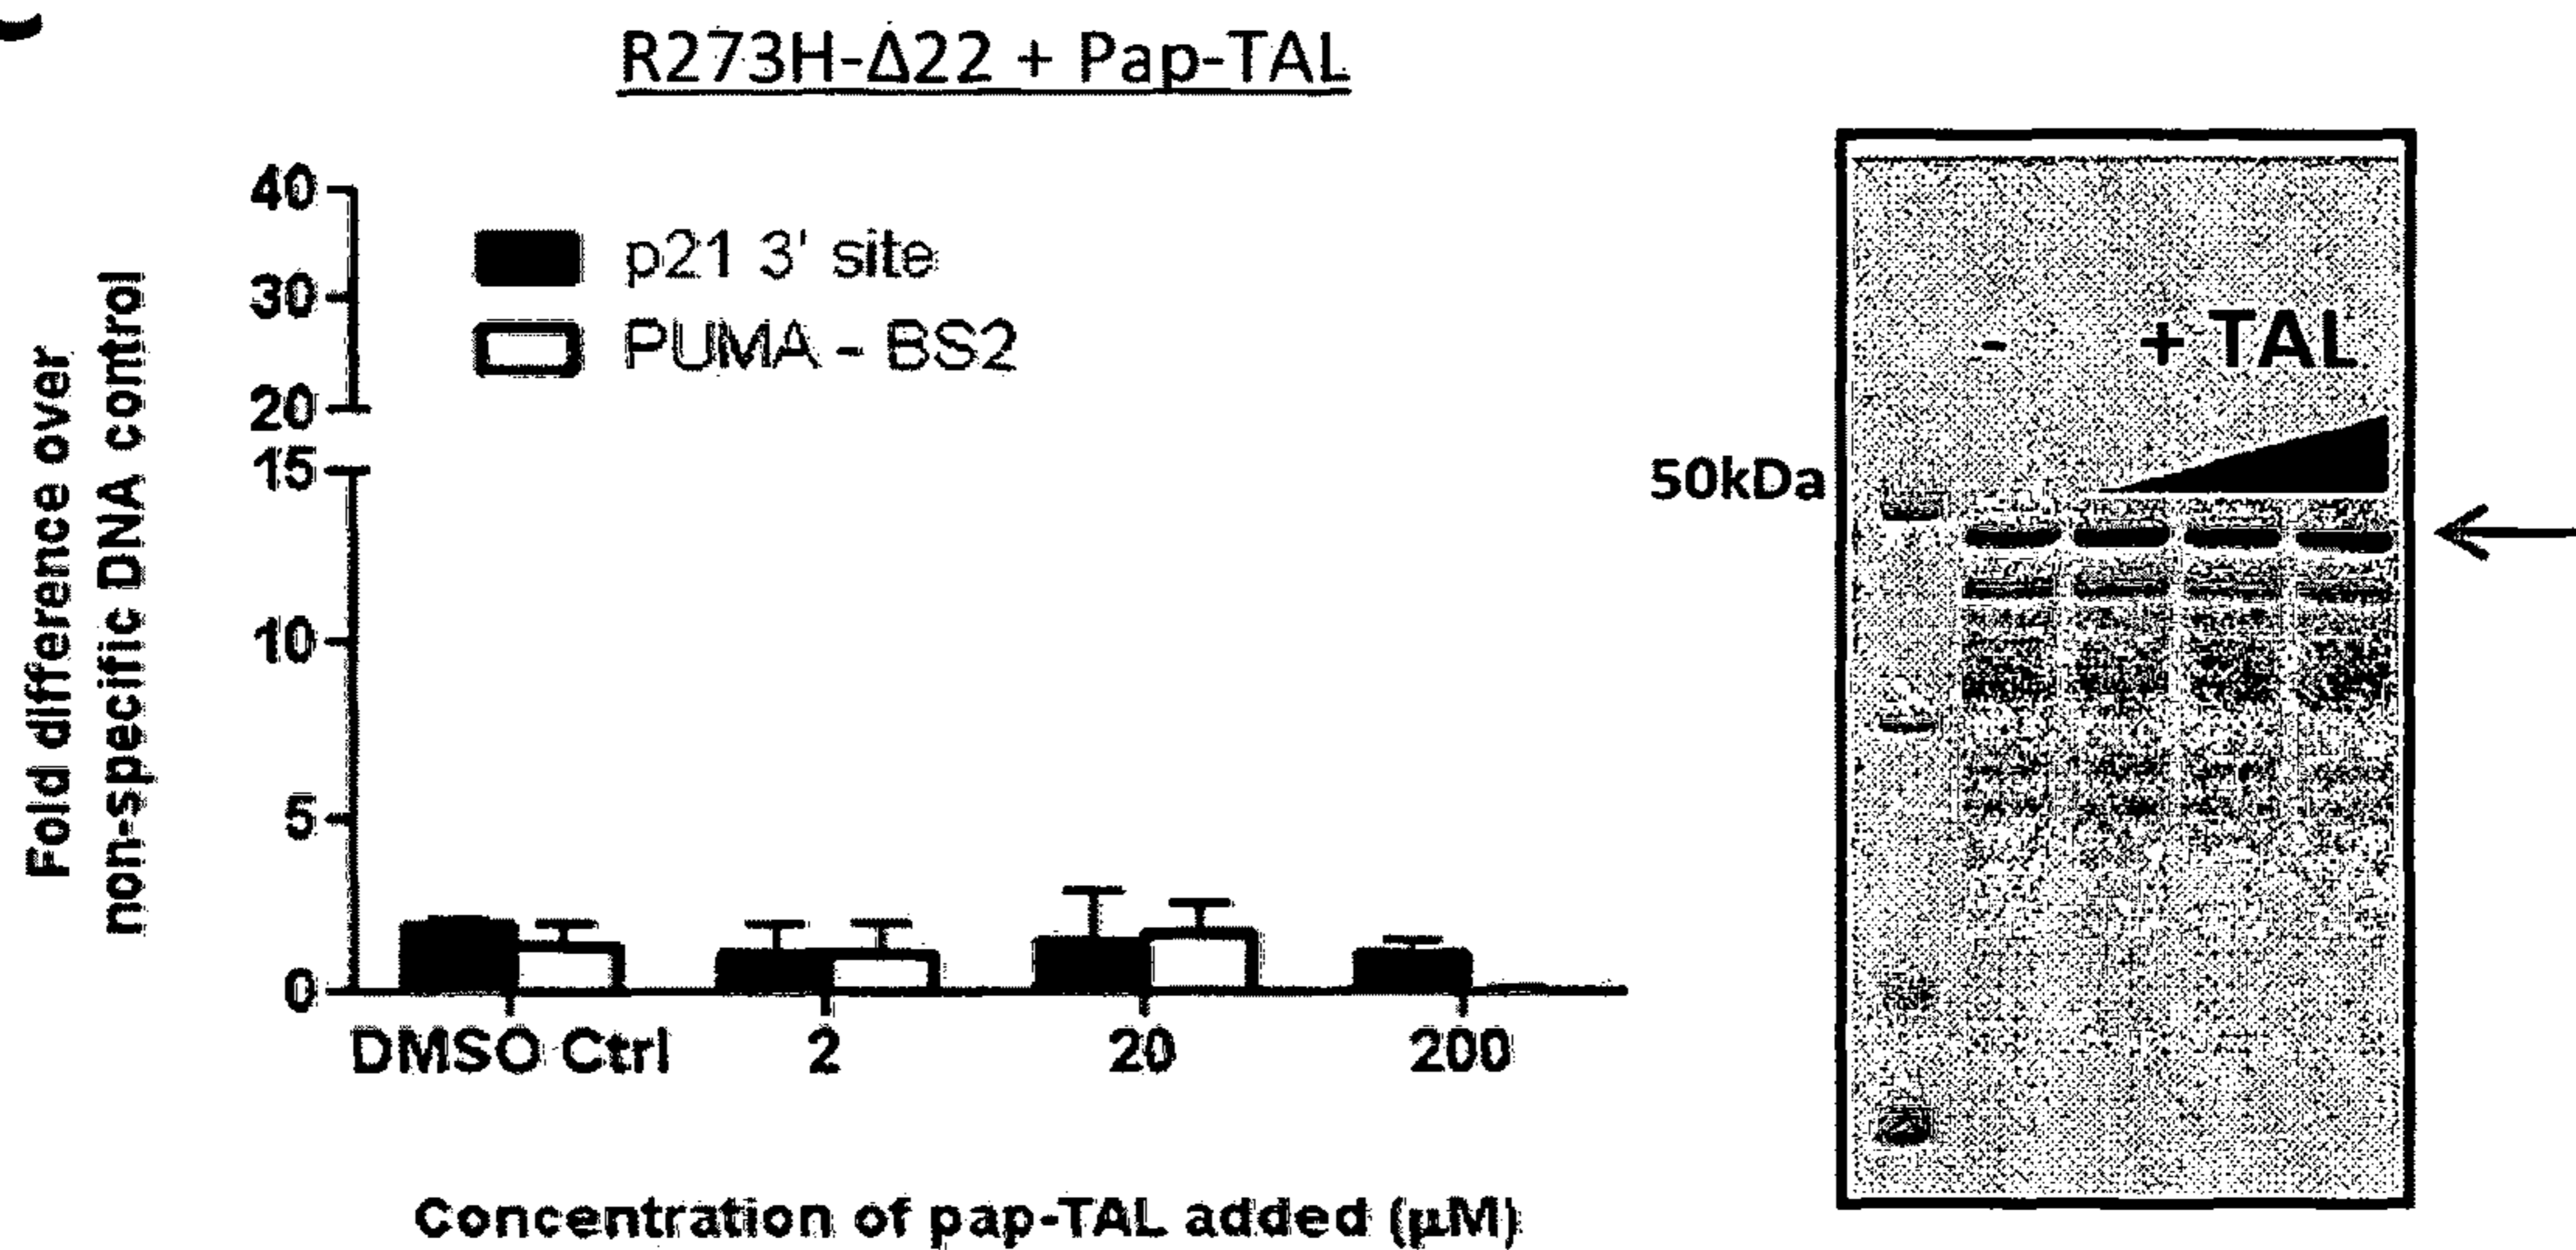 R273H-Δ22 + Pap-TAL
40
30
20
15
10
5
0
Fold difference over
non-specific DNA control
p21 3' site
PUMA - BS2
DMSO Ctrl 2 20 200
Concentration of pap-TAL added (µM)
- + TAL
50kDa